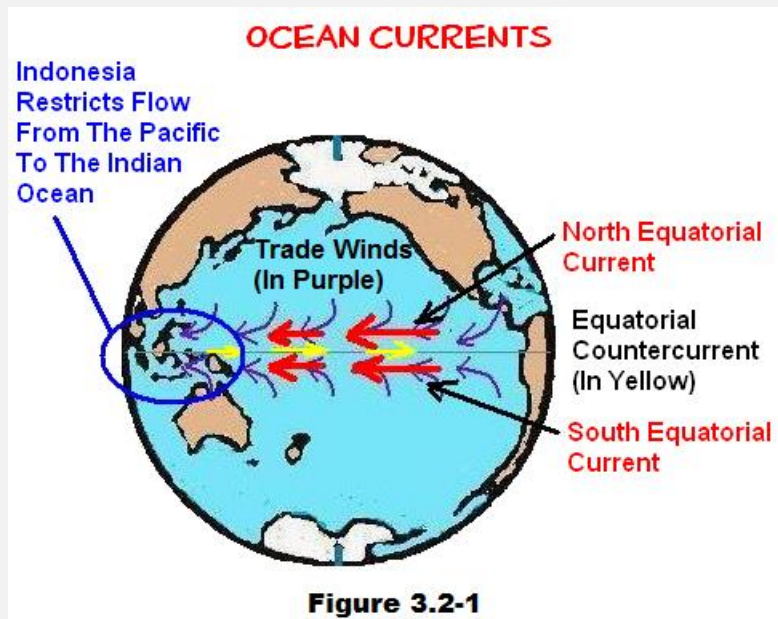 OCEAN CURRENTS
Indonesia
Restricts Flow
From The Pacific
To The Indian
Ocean
Trade Winds
(In Purple)
North Equatorial
Current
Equatorial
Countercurrent
(In Yellow)
South Equatorial
Current
Figure 3.2-1